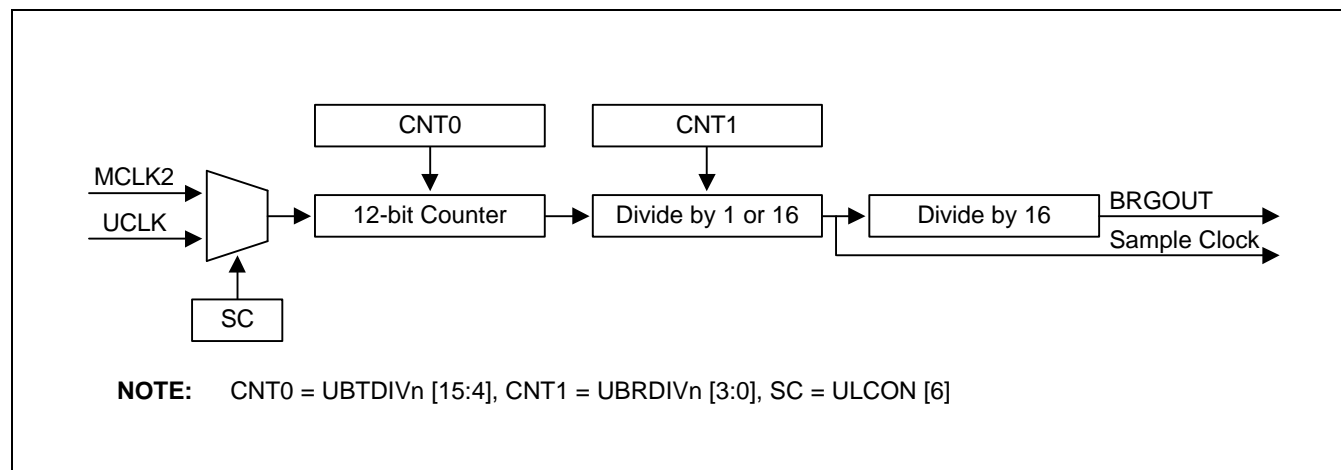 CNT0
CNT1
MCLK2
UCLK
12-bit Counter
Divide by 1 or 16
Divide by 16
BRGOUT
Sample Clock
SC
NOTE: CNT0 = UBTDIVn [15:4], CNT1 = UBRDIVn [3:0], SC = ULCON [6]